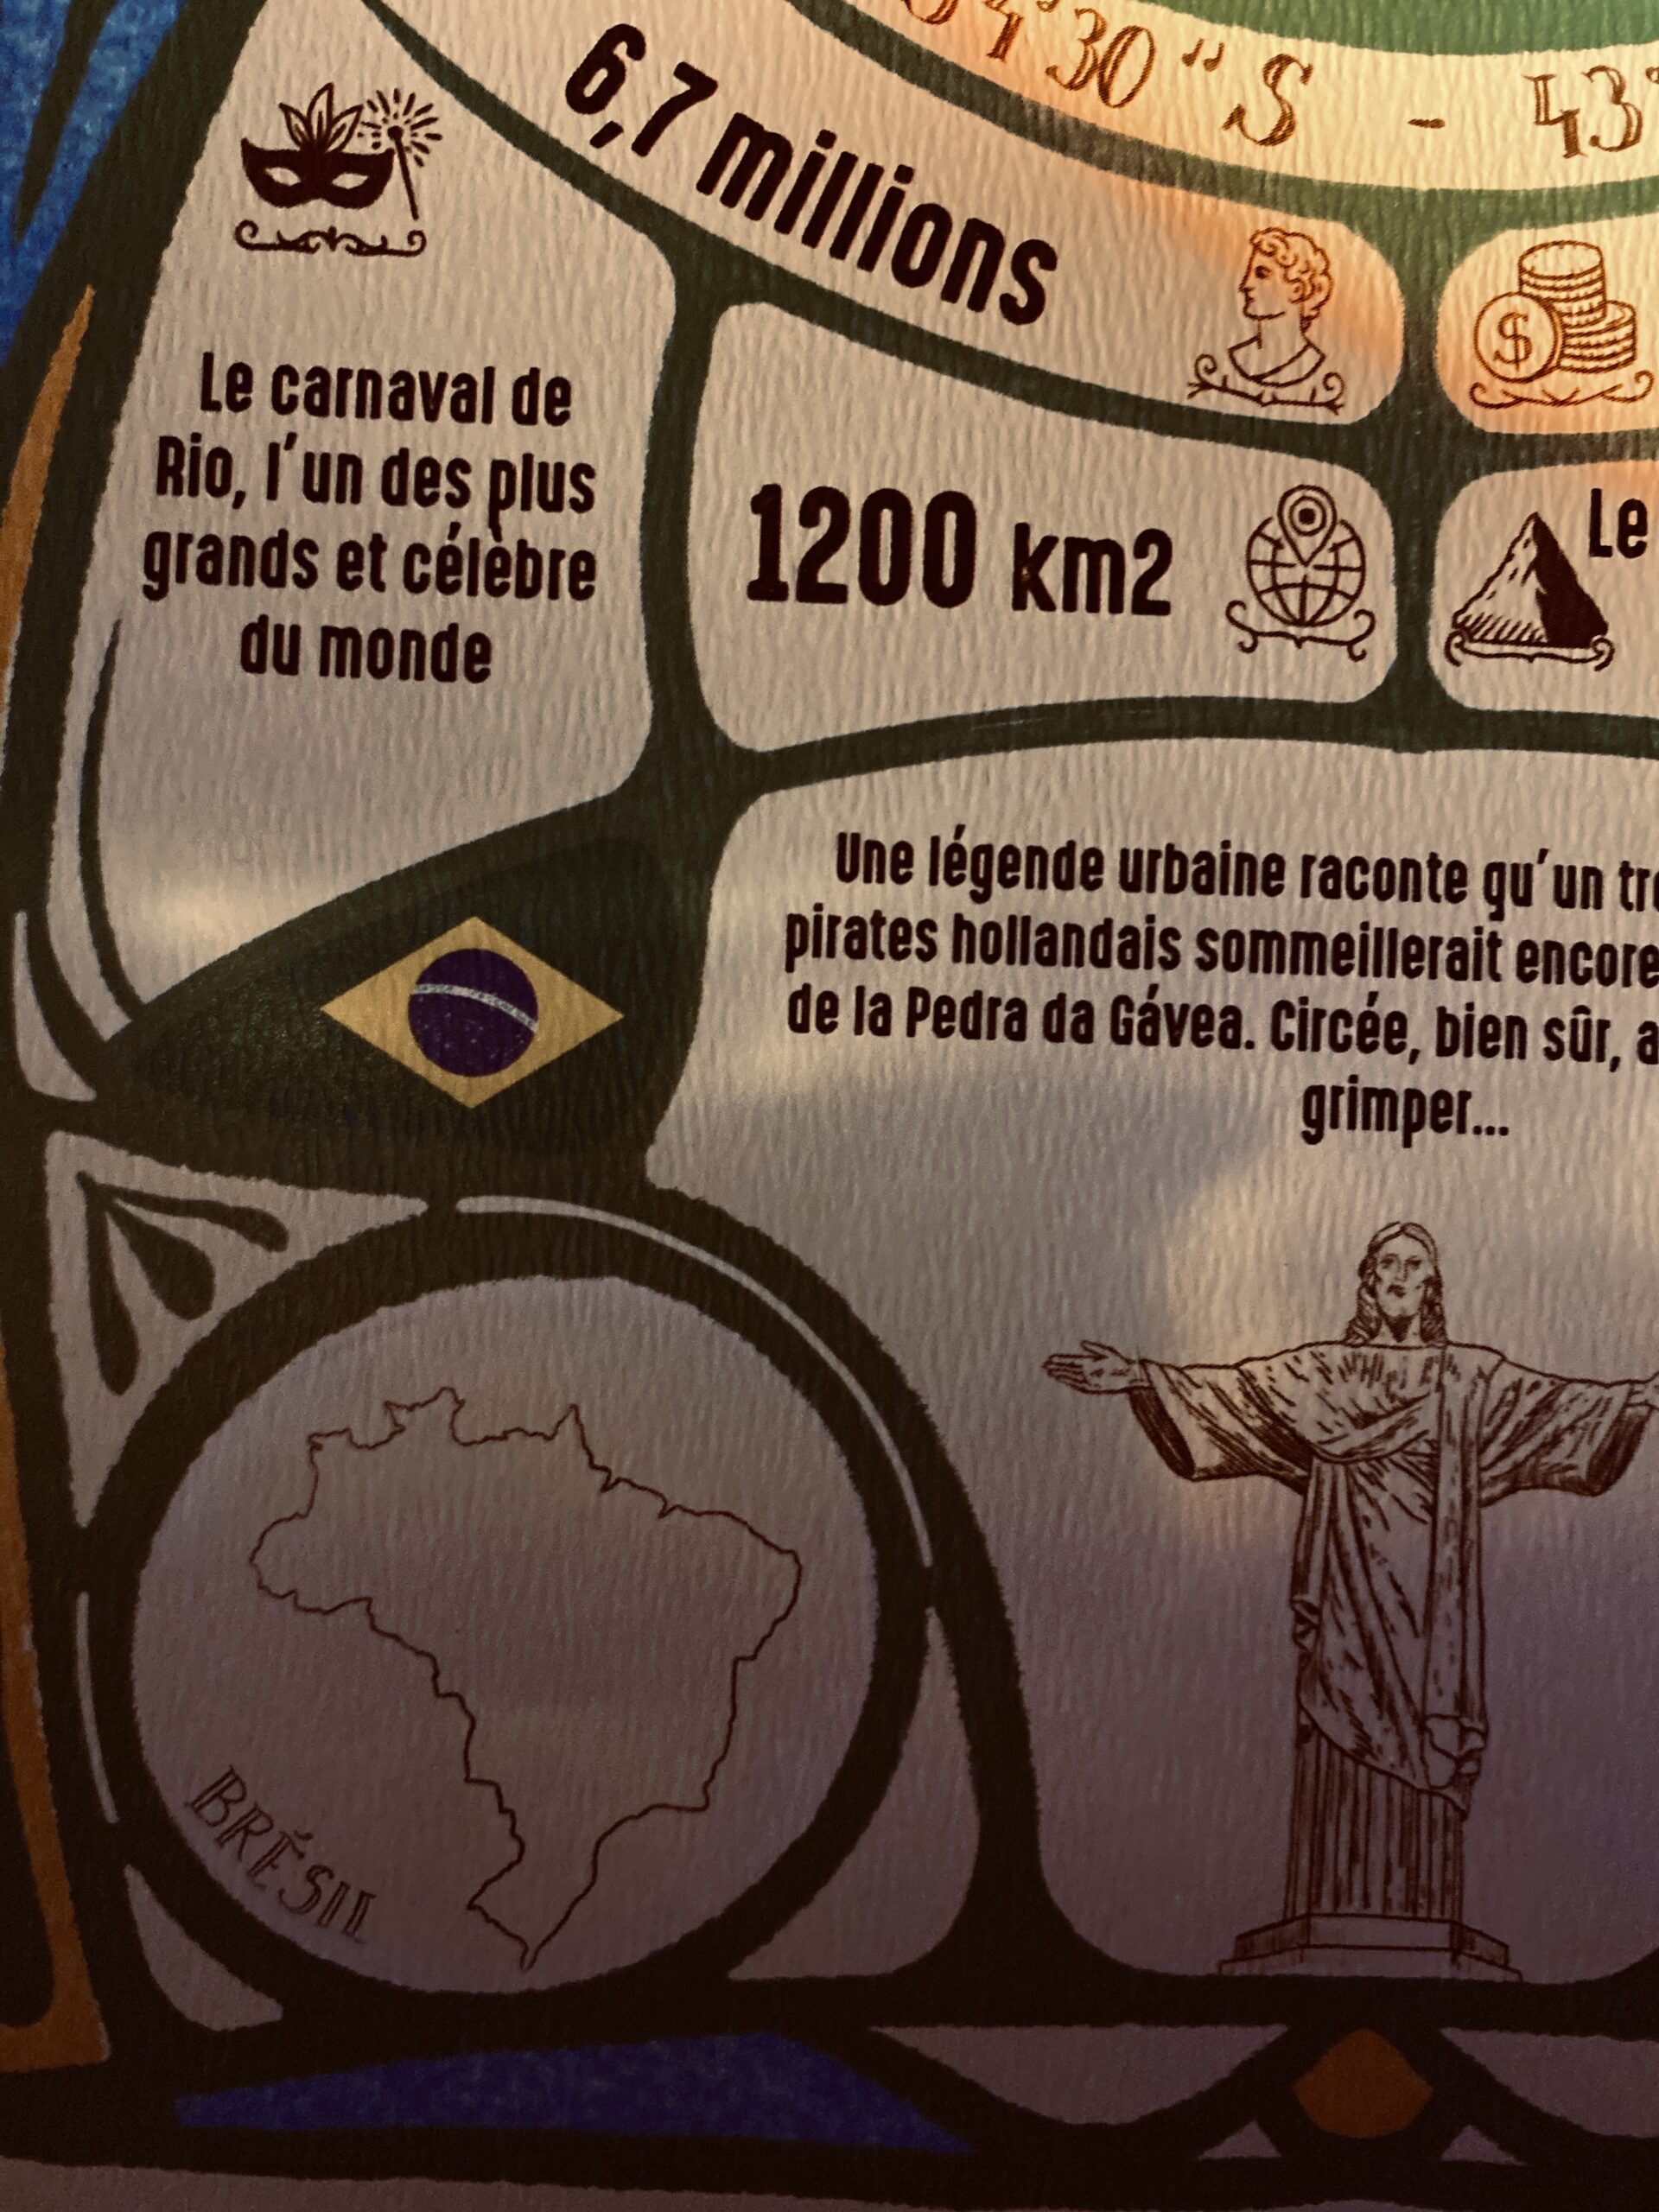 4'30" S - 43°
6,7 millions
$
Le carnaval de
Rio, l'un des plus
grands et célèbre
du monde
1200 km2
Le
Une légende urbaine raconte qu'un
pirates hollandais sommeillerait encore
de la Pedra da Gávea. Circée, bien sûr,
grimper...
BRÉSIL